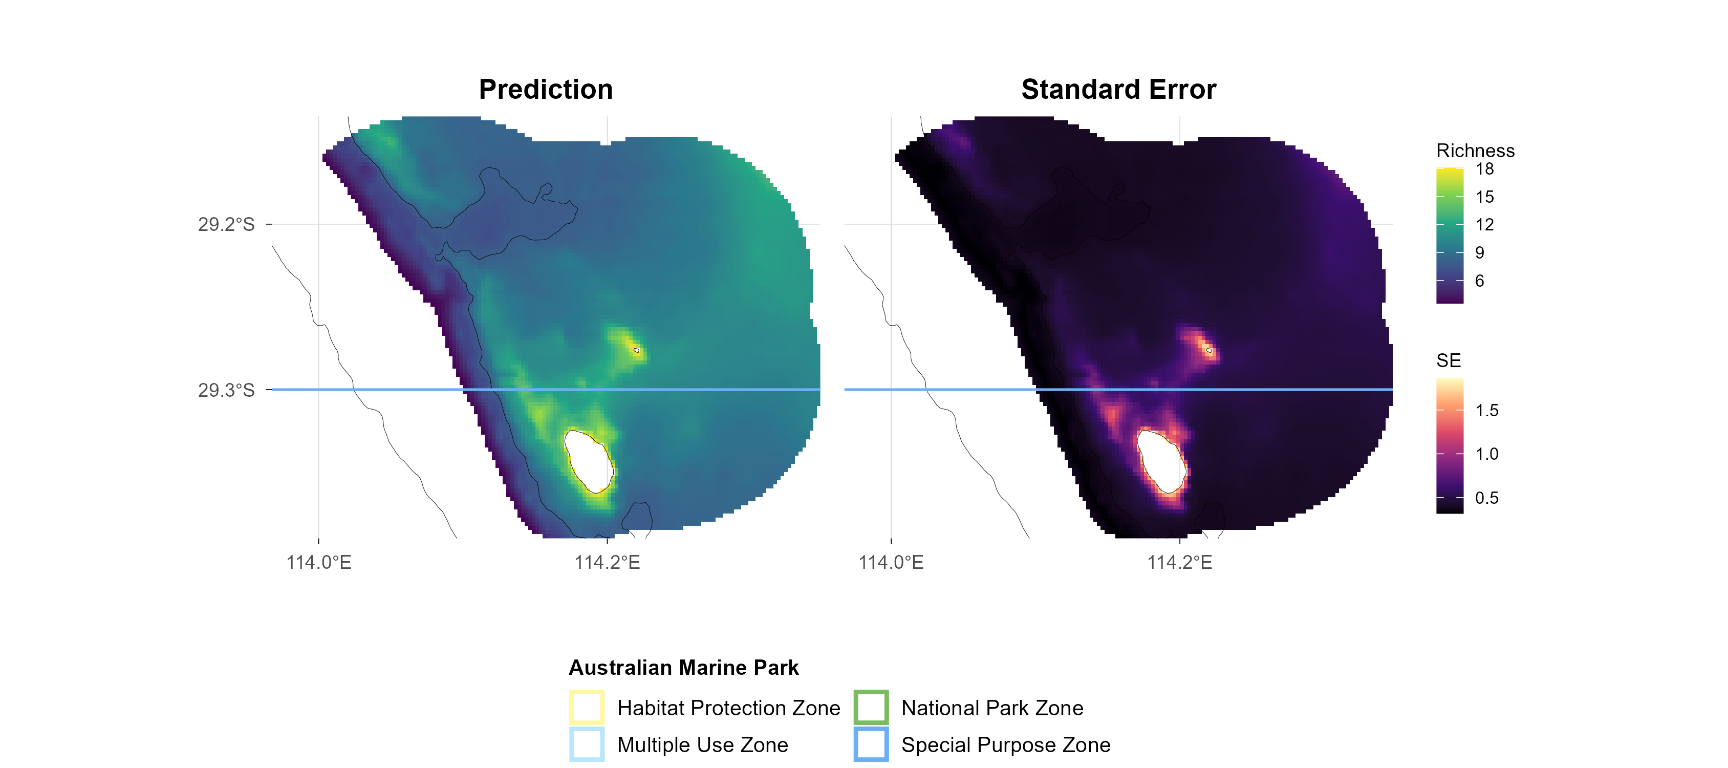 Prediction
Standard Error
29.2°S
29.3°S
114.0°E
114.2°E
114.0°E
114.2°E
Richness
18
15
12
9
6
SE
1.5
1.0
0.5
Australian Marine Park
Habitat Protection Zone
National Park Zone
Multiple Use Zone
Special Purpose Zone